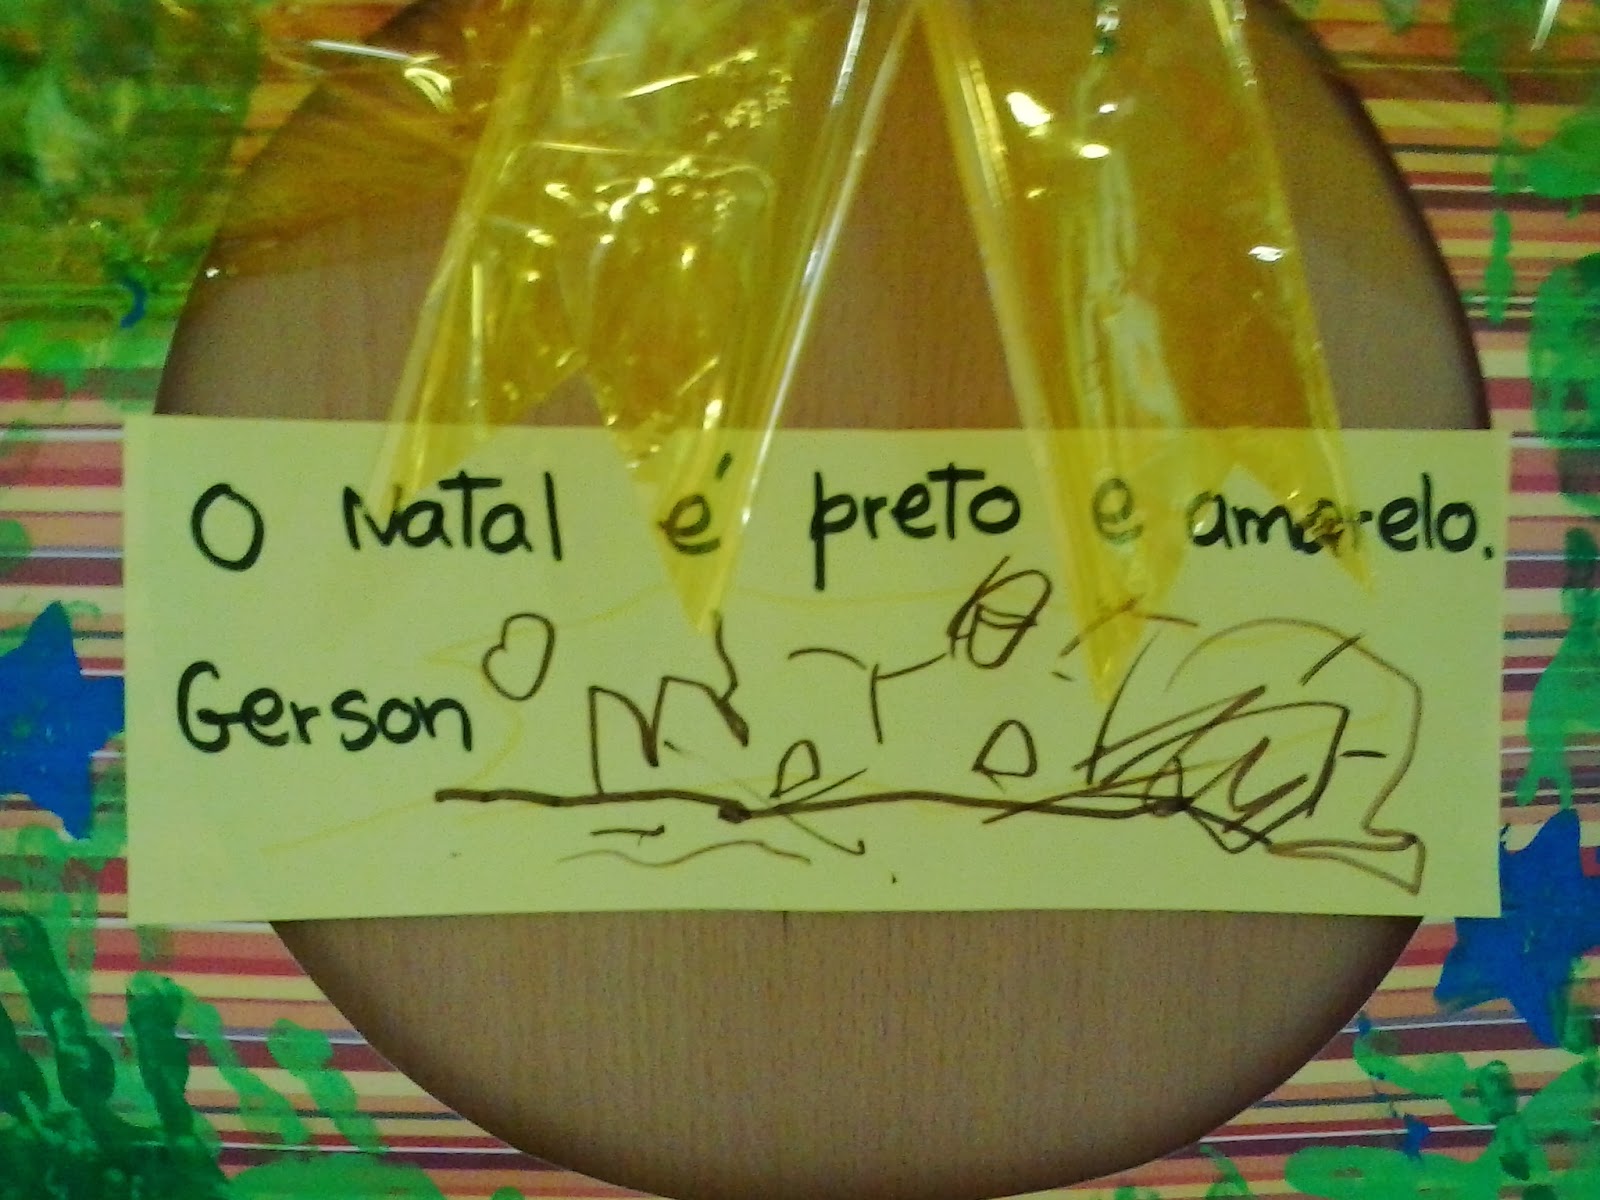 O Natal é preto e amarelo.
Gerson